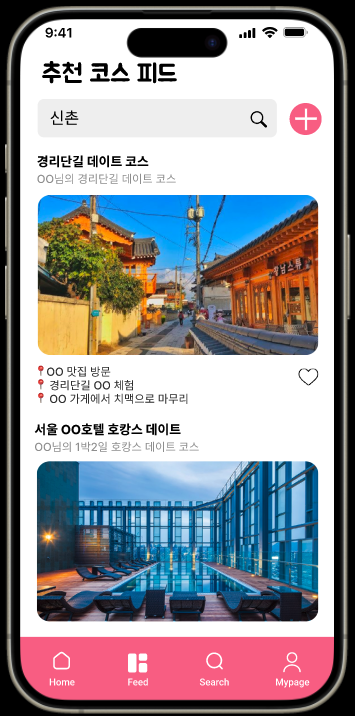 9:41
추천 코스 피드
신촌
경리단길 데이트 코스
OO님의 경리단길 데이트 코스
OO 맛집 방문
경리단길 OO 체험
OO 가게에서 치맥으로 마무리
서울 OO호텔 호캉스 데이트
OO님의 1박2일 호캉스 데이트 코스
Home
Feed
Search
Mypage